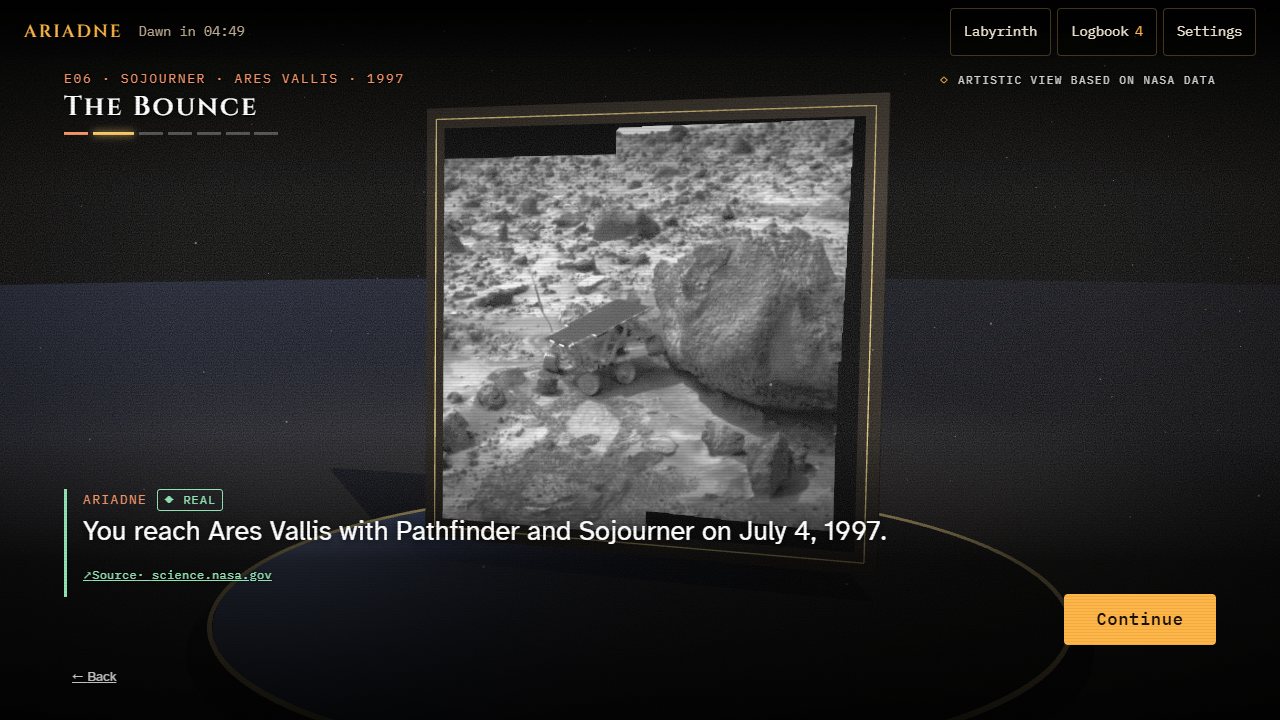 ARIADNE Dawn in 04:49 Labyrinth Logbook 4 Settings
E06 · SOJOURNER · ARES VALLIS · 1997
◇ ARTISTIC VIEW BASED ON NASA DATA
The Bounce
ARIADNE ◆ REAL
You reach Ares Vallis with Pathfinder and Sojourner on July 4, 1997.
↗Source· science.nasa.gov
Continue
← Back